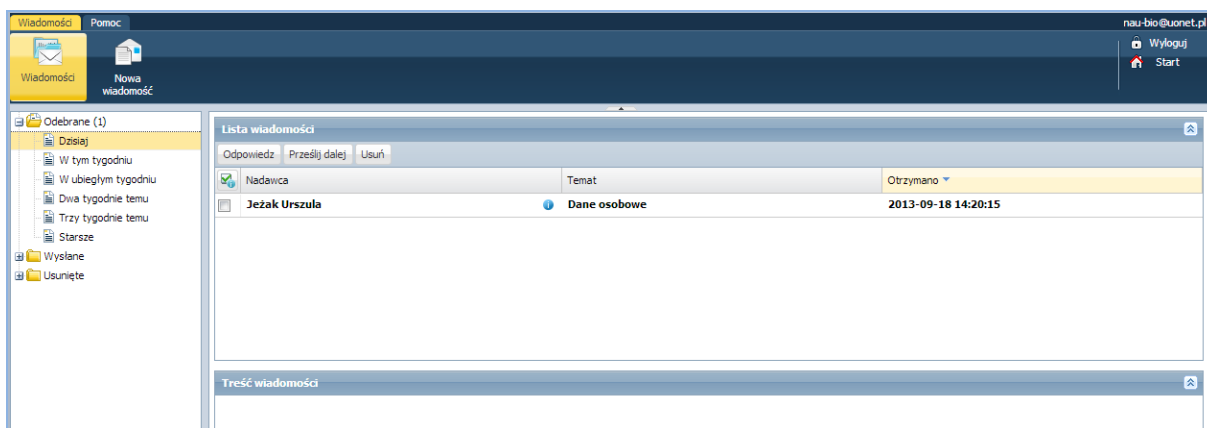 Wiadomości Pomoc nau-bio@uonet.pl
Wiadomości
Nowa
wiadomość
Wyloguj
Start
Odebrane (1)
Dzisiaj
W tym tygodniu
W ubiegłym tygodniu
Dwa tygodnie temu
Trzy tygodnie temu
Starsze
Wysłane
Usunięte
Lista wiadomości
Odpowiedz Prześlij dalej Usuń
Nadawca Temat Otrzymano
Jeżak Urszula Dane osobowe 2013-09-18 14:20:15
Treść wiadomości